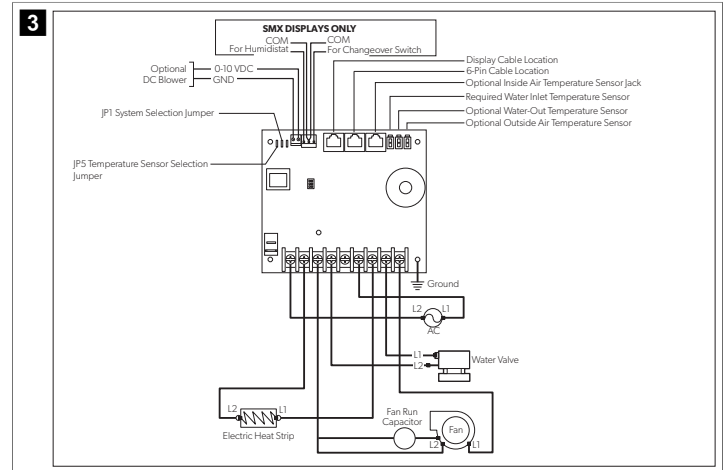 3
SMX DISPLAYS ONLY
COM
COM
For Humidistat
For Changeover Switch
Optional
DC Blower
0-10 VDC
GND
Display Cable Location
6-Pin Cable Location
Optional Inside Air Temperature Sensor Jack
Required Water Inlet Temperature Sensor
Optional Water-Out Temperature Sensor
Optional Outside Air Temperature Sensor
JP1 System Selection Jumper
JP5 Temperature Sensor Selection
Jumper
Ground
L2
L1
AC
L1
L2
Water Valve
L2
L1
Electric Heat Strip
Fan Run
Capacitor
Fan
L2
L1